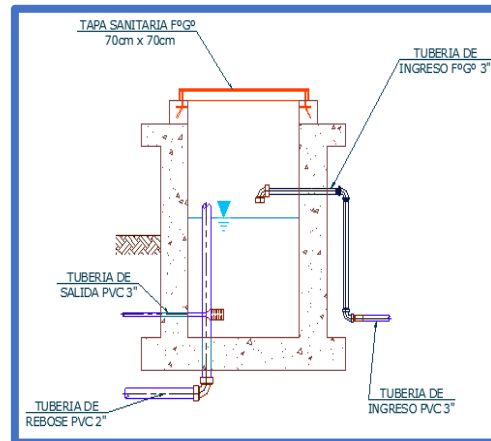 TAPA SANITARIA FºGº
70cm x 70cm
TUBERIA DE
INGRESO FºGº 3"
TUBERIA DE
SALIDA PVC 3"
TUBERIA DE
REBOSE PVC 2"
TUBERIA DE
INGRESO PVC 3"